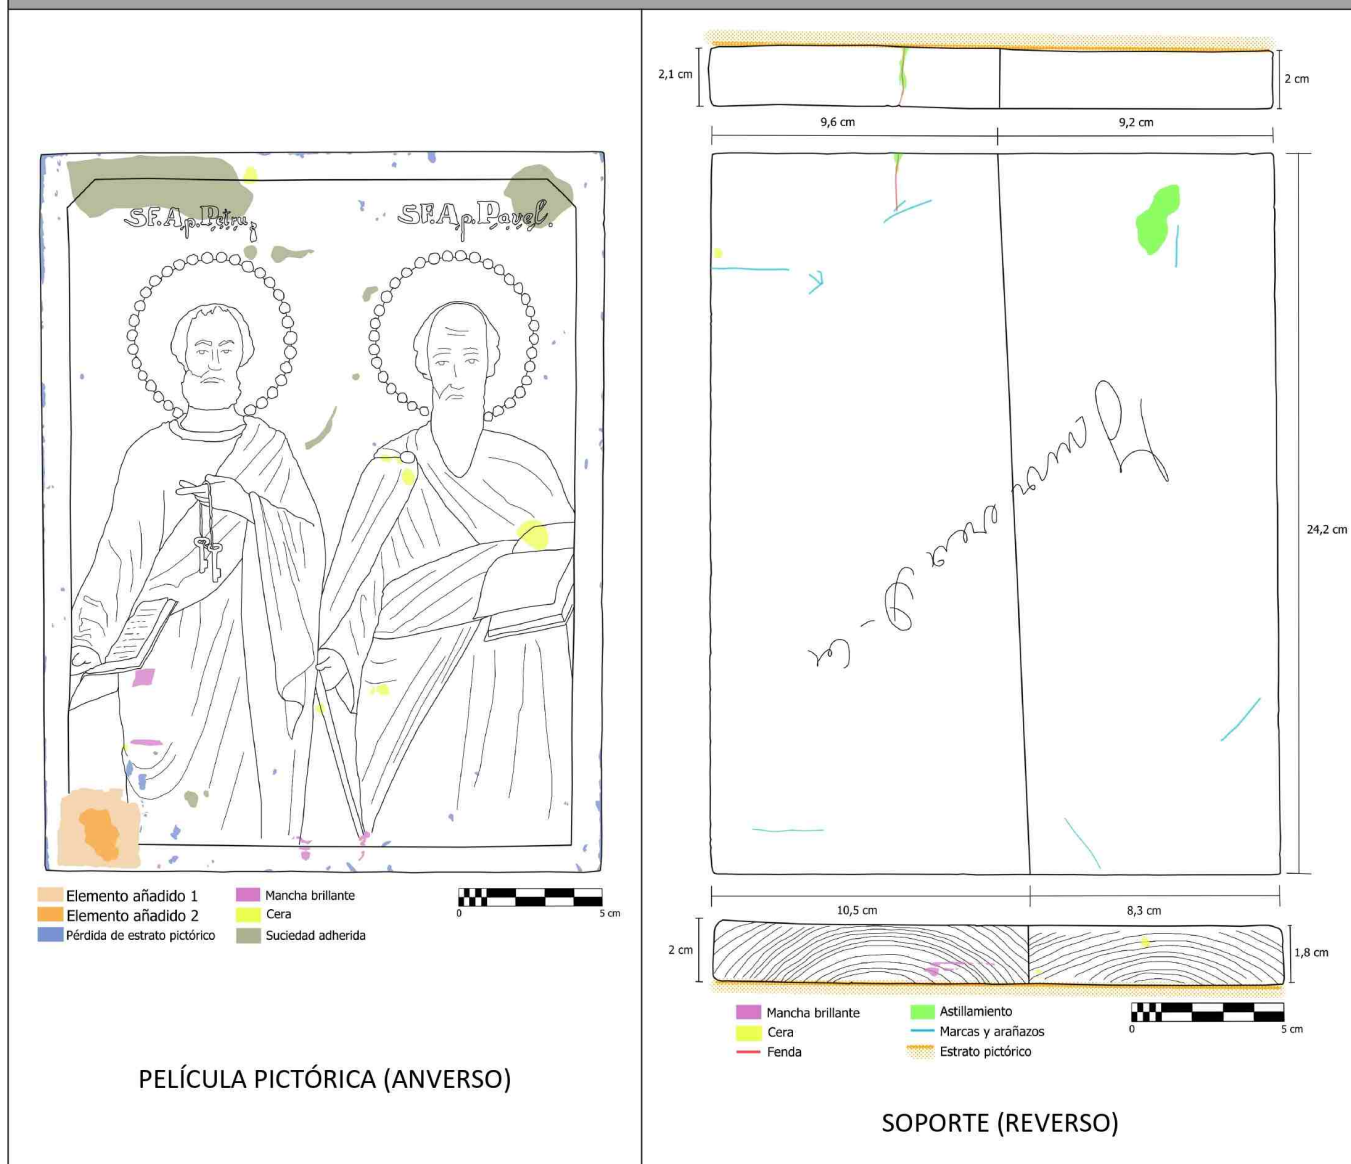 SF. Ap. Petru
SF. Ap. Pavel.
Elemento añadido 1
Elemento añadido 2
Pérdida de estrato pictórico
Mancha brillante
Cera
Suciedad adherida
0
5 cm
PELÍCULA PICTÓRICA (ANVERSO)
2,1 cm
2 cm
9,6 cm
9,2 cm
24,2 cm
10,5 cm
8,3 cm
2 cm
1,8 cm
Mancha brillante
Cera
Fenda
Astillamiento
Marcas y arañazos
Estrato pictórico
0
5 cm
SOPORTE (REVERSO)